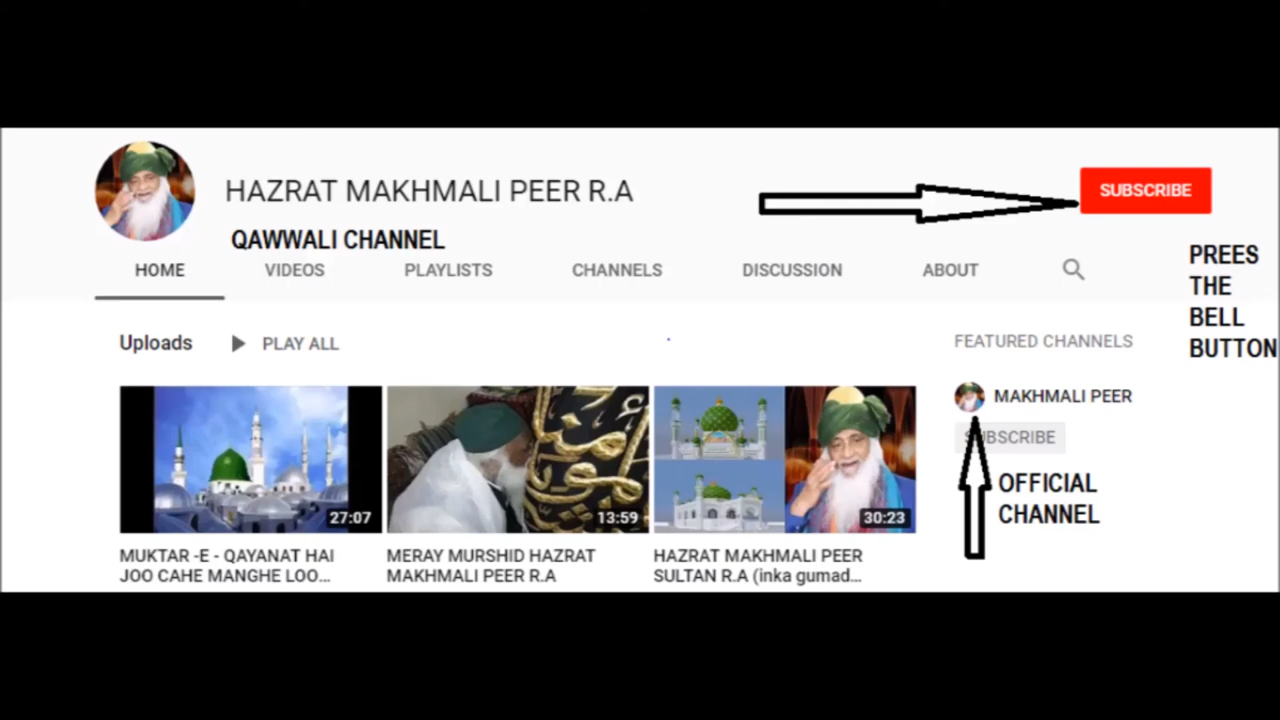 HAZRAT MAKHMALI PEER R.A
SUBSCRIBE
QAWWALI CHANNEL
HOME VIDEOS PLAYLISTS CHANNELS DISCUSSION ABOUT
PREES
THE
BELL
BUTTON
Uploads PLAY ALL
FEATURED CHANNELS
MAKHMALI PEER
SUBSCRIBE
OFFICIAL
CHANNEL
27:07
13:59
30:23
MUKTAR -E - QAYANAT HAI
JOO CAHE MANGHE LOO...
MERAY MURSHID HAZRAT
MAKHMALI PEER R.A
HAZRAT MAKHMALI PEER
SULTAN R.A (inka gumad...